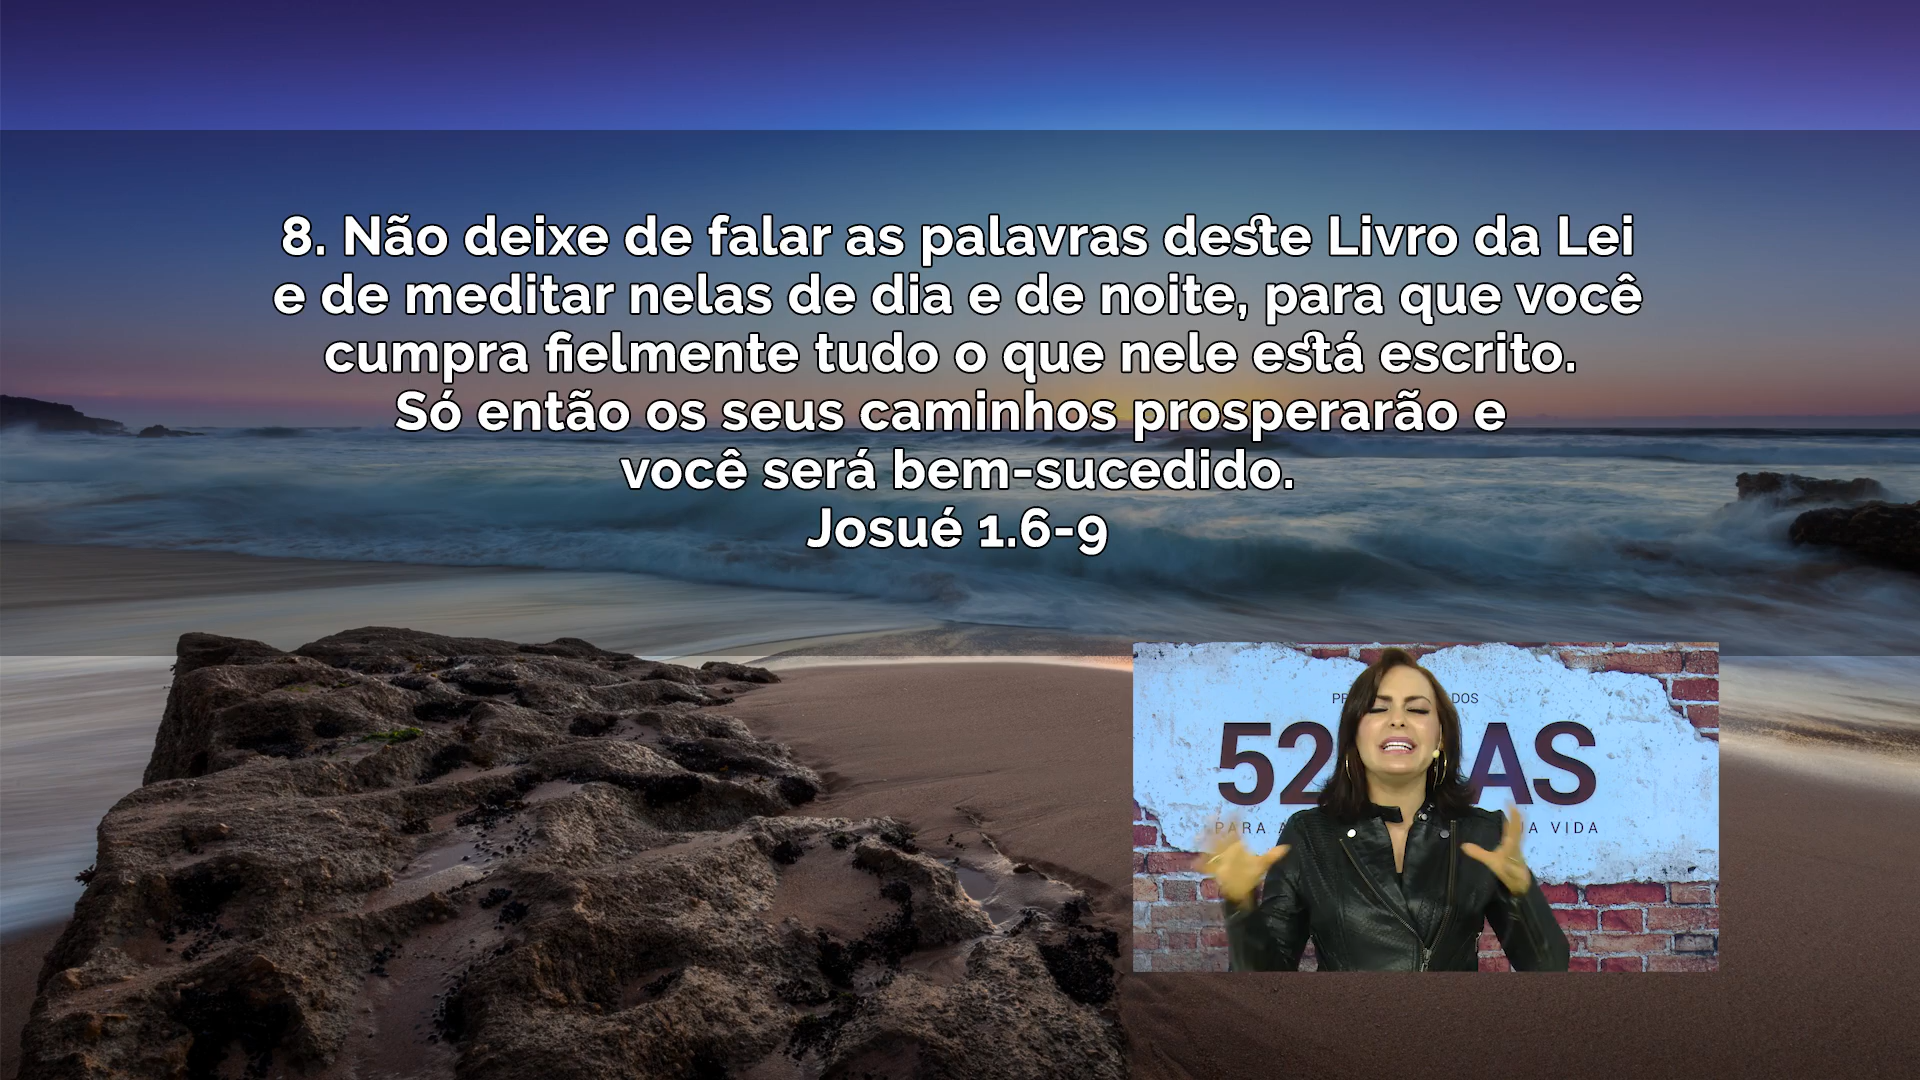 8. Não deixe de falar as palavras deste Livro da Lei
e de meditar nelas de dia e de noite, para que você
cumpra fielmente tudo o que nele está escrito.
Só então os seus caminhos prosperarão e
você será bem-sucedido.
Josué 1.6-9
52
PARA
VIDA